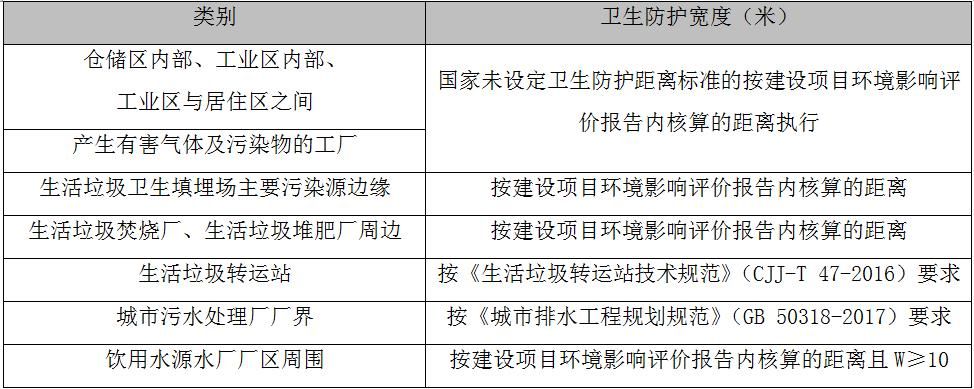 类别
卫生防护宽度（米）
仓储区内部、工业区内部、
工业区与居住区之间
国家未设定卫生防护距离标准的按建设项目环境影响评
价报告内核算的距离执行
产生有害气体及污染物的工厂
生活垃圾卫生填埋场主要污染源边缘
按建设项目环境影响评价报告内核算的距离
生活垃圾焚烧厂、生活垃圾堆肥厂周边
按建设项目环境影响评价报告内核算的距离
生活垃圾转运站
按《生活垃圾转运站技术规范》（CJJ-T 47-2016）要求
城市污水处理厂厂界
按《城市排水工程规划规范》（GB 50318-2017）要求
饮用水源水厂厂区周围
按建设项目环境影响评价报告内核算的距离且 W≥10